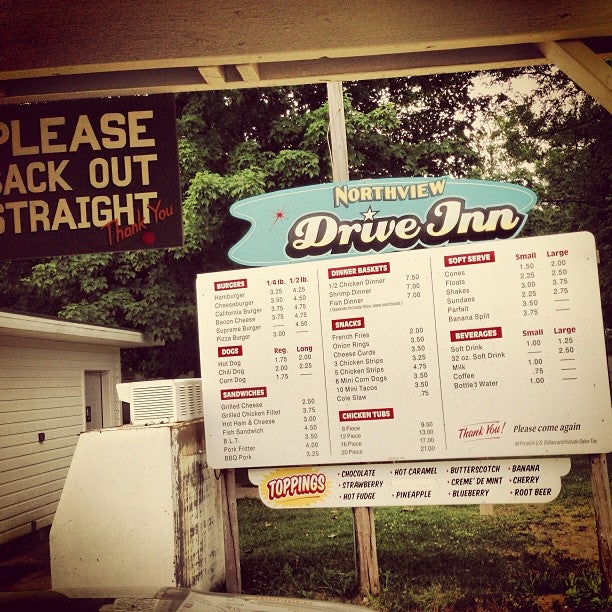 PLEASE
BACK OUT
STRAIGHT
Thank You
NORTHVIEW
Drive Inn
BURGERS 1/4 lb. 1/2 lb.
Hamburger 3.25 4.25
Cheeseburger 3.50 4.50
California Burger 3.75 4.75
Bacon Cheese 3.75 4.75
Supreme Burger — 4.50
Pizza Burger 3.00 —
DOGS Reg. Long
Hot Dog 1.75 2.00
Chili Dog 2.00 2.25
Corn Dog 1.75 —
SANDWICHES
Grilled Cheese 2.50
Grilled Chicken Fillet 3.75
Hot Ham & Cheese 3.00
Fish Sandwich 4.50
B.L.T. 3.50
Pork Fritter 4.00
BBQ Pork 3.25
DINNER BASKETS
1/2 Chicken Dinner 7.50
Shrimp Dinner 7.00
Fish Dinner 7.00
SNACKS
French Fries 2.00
Onion Rings 3.50
Cheese Curds 3.50
3 Chicken Strips 3.25
5 Chicken Strips 4.75
8 Mini Corn Dogs 3.50
10 Mini Tacos 3.50
Cole Slaw .75
CHICKEN TUBS
8 Piece 9.90
12 Piece 13.00
16 Piece 17.00
20 Piece 21.00
SOFT SERVE Small Large
Cones 1.50 2.00
Floats 2.25 2.50
Shakes 3.00 3.75
Sundaes 2.25 2.75
Parfait 3.50 —
Banana Split 3.75 —
BEVERAGES Small Large
Soft Drink 1.00 1.25
32 oz. Soft Drink — 2.50
Milk 1.00 —
Coffee .75 —
Bottled Water 1.00 —
Thank You! Please come again
All Prices in U.S. Dollars and Include Sales Tax
TOPPINGS
• CHOCOLATE • HOT CARAMEL • BUTTERSCOTCH • BANANA
• STRAWBERRY • CREME' DE MINT • CHERRY
• HOT FUDGE • PINEAPPLE • BLUEBERRY • ROOT BEER